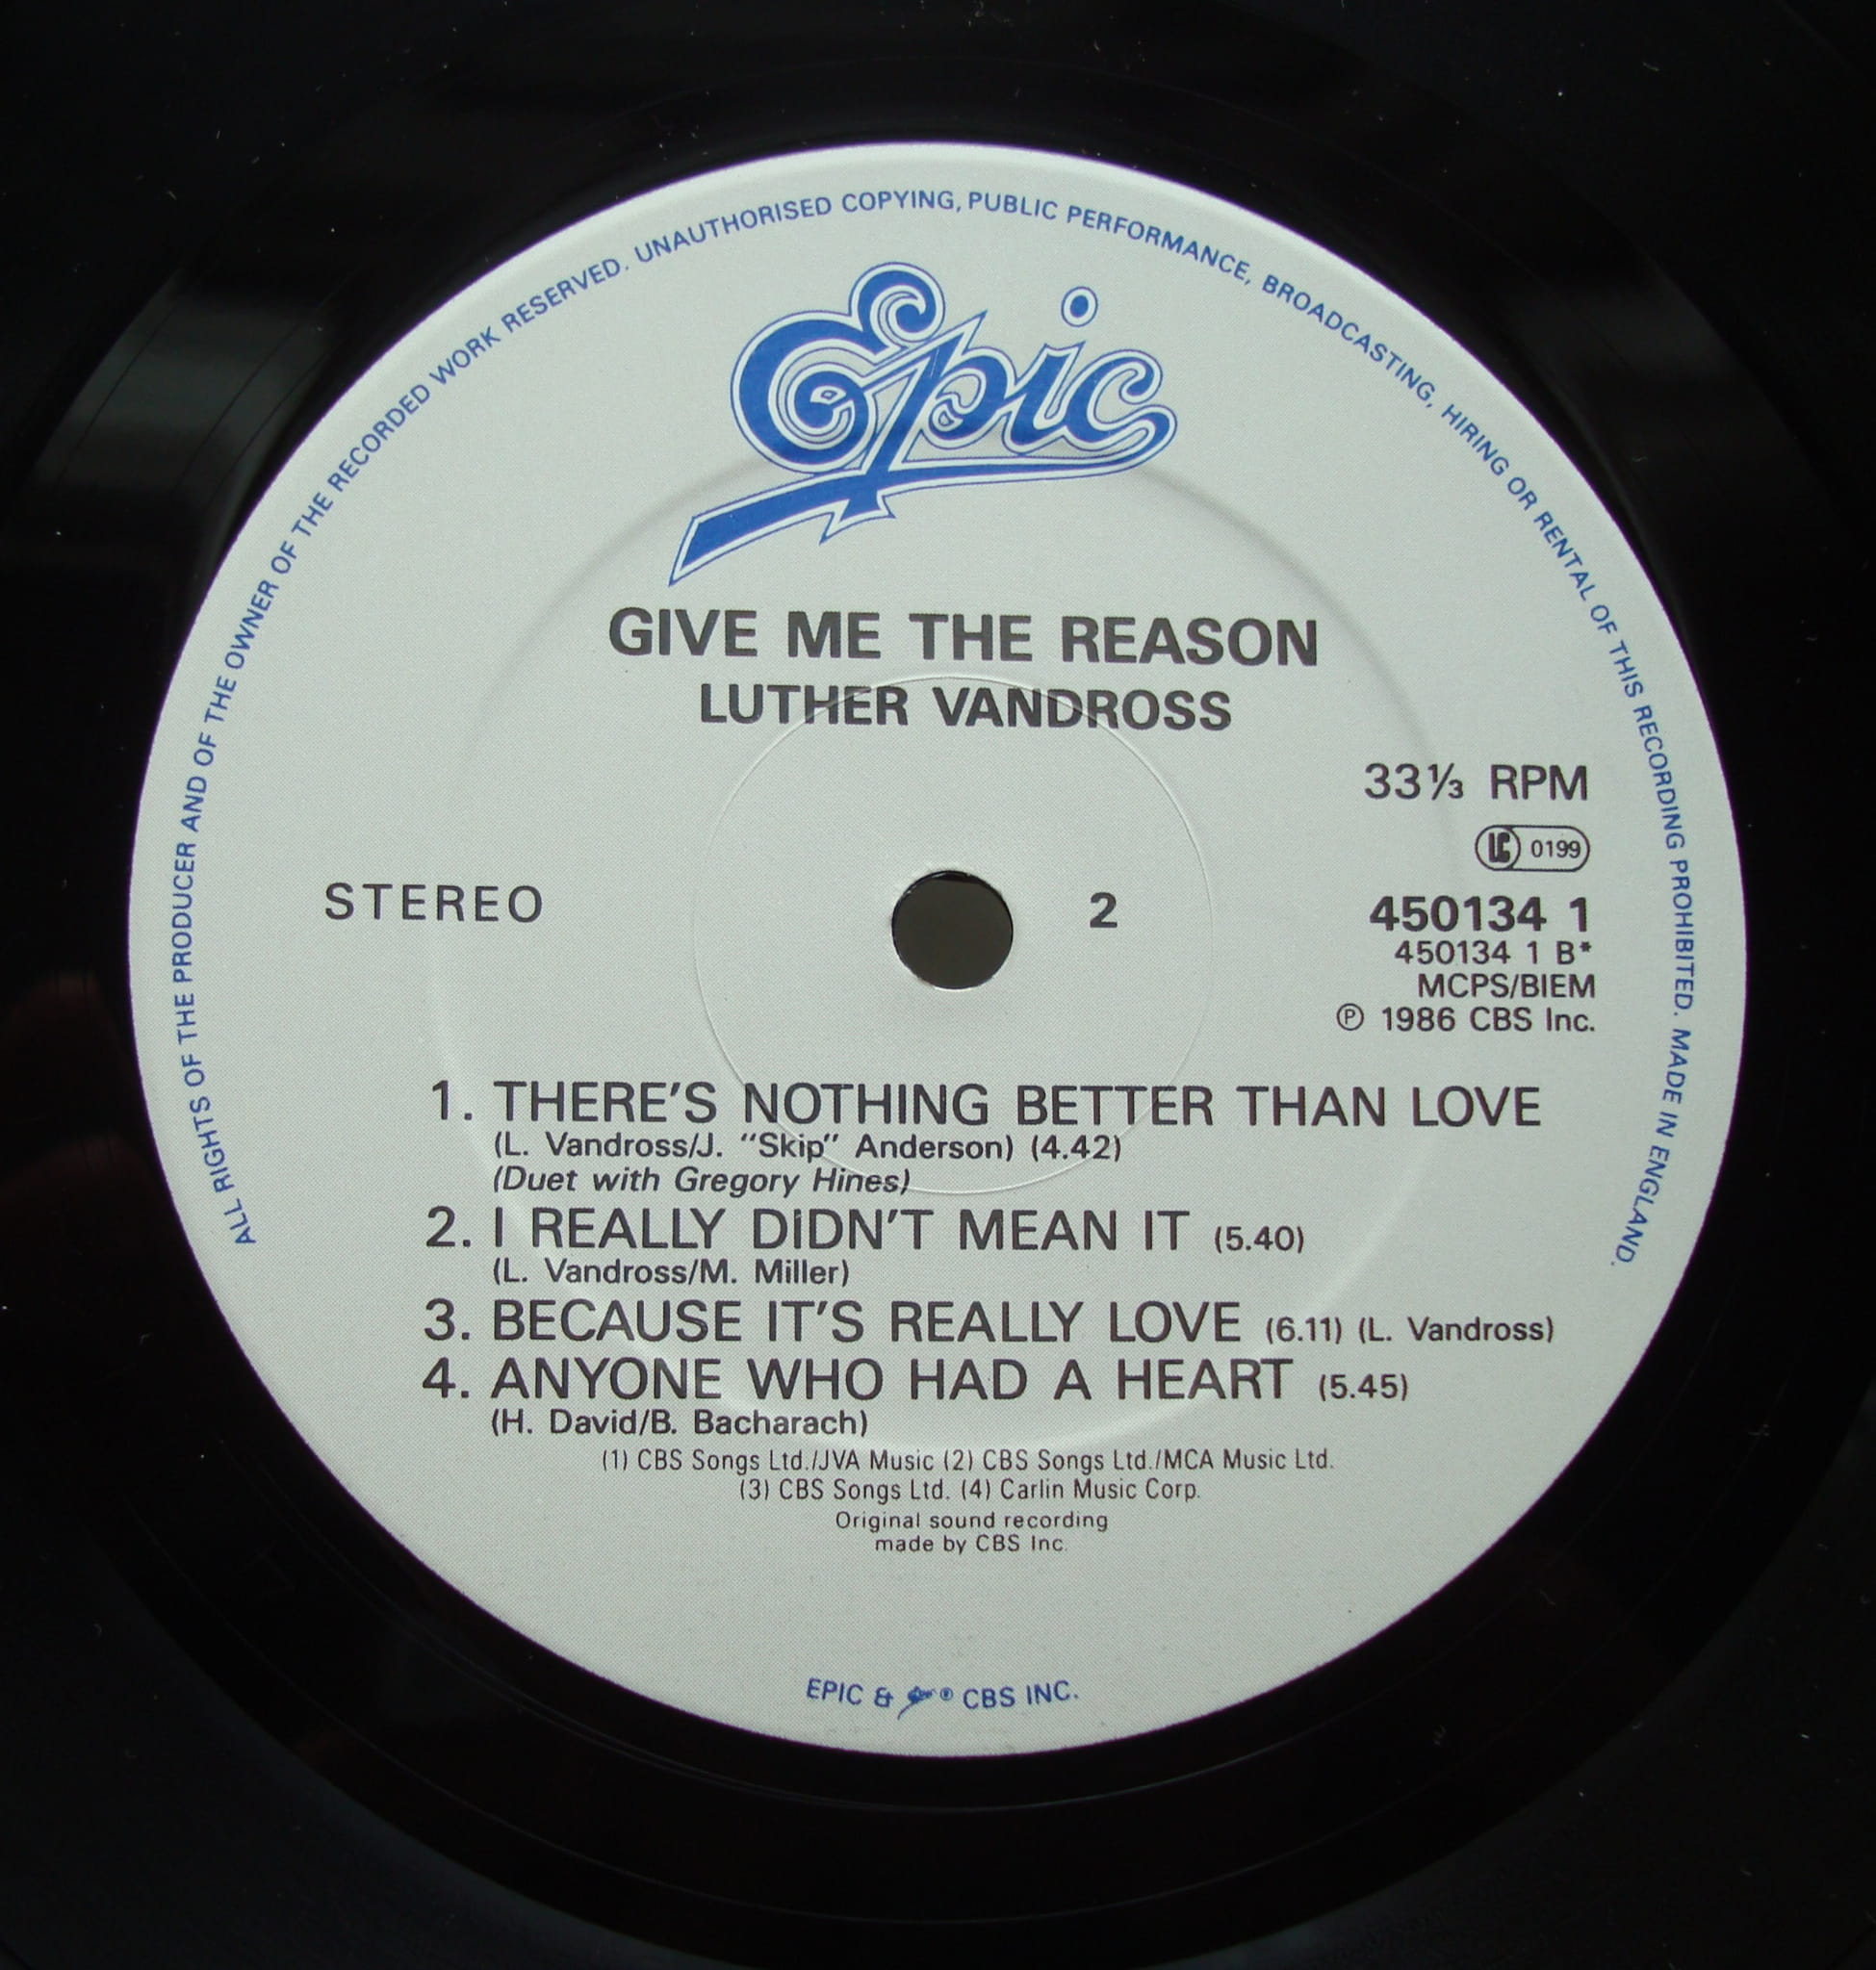 ALL RIGHTS OF THE PRODUCER AND OF THE OWNER OF THE RECORDED WORK RESERVED. UNAUTHORISED COPYING, PUBLIC PERFORMANCE, BROADCASTING, HIRING OR RENTAL OF THIS RECORDING PROHIBITED. MADE IN ENGLAND.
Epic
GIVE ME THE REASON
LUTHER VANDROSS
33⅓ RPM
LC 0199
STEREO
2
450134 1
450134 1 B*
MCPS/BIEM
Ⓟ 1986 CBS Inc.
1. THERE'S NOTHING BETTER THAN LOVE
(L. Vandross/J. "Skip" Anderson) (4.42)
(Duet with Gregory Hines)
2. I REALLY DIDN'T MEAN IT (5.40)
(L. Vandross/M. Miller)
3. BECAUSE IT'S REALLY LOVE (6.11) (L. Vandross)
4. ANYONE WHO HAD A HEART (5.45)
(H. David/B. Bacharach)
(1) CBS Songs Ltd./JVA Music (2) CBS Songs Ltd./MCA Music Ltd.
(3) CBS Songs Ltd. (4) Carlin Music Corp.
Original sound recording
made by CBS Inc.
EPIC & Epic ® CBS INC.